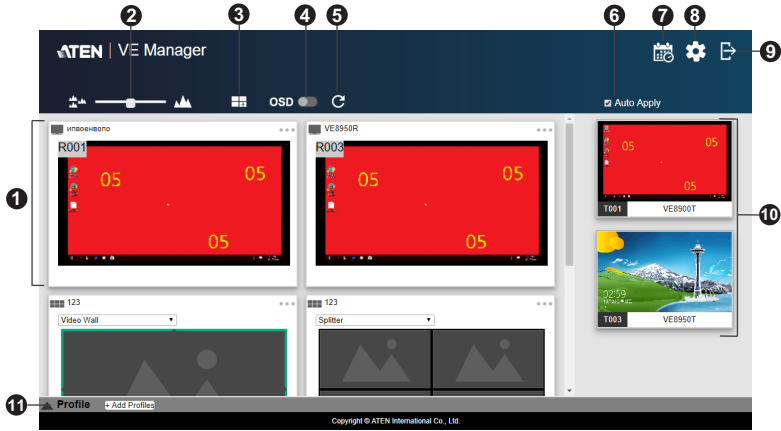 2 3 4 5 6 7 8
ATEN | VE Manager
9
OSD
Auto Apply
1
ипвоенвопо
R001
05
05
05
VE8950R
R003
05
05
05
05
05
05
T001 VE8900T
10
02:59
T003 VE8950T
123
Video Wall
123
Splitter
11
Profile + Add Profiles
Copyright © ATEN International Co., Ltd.